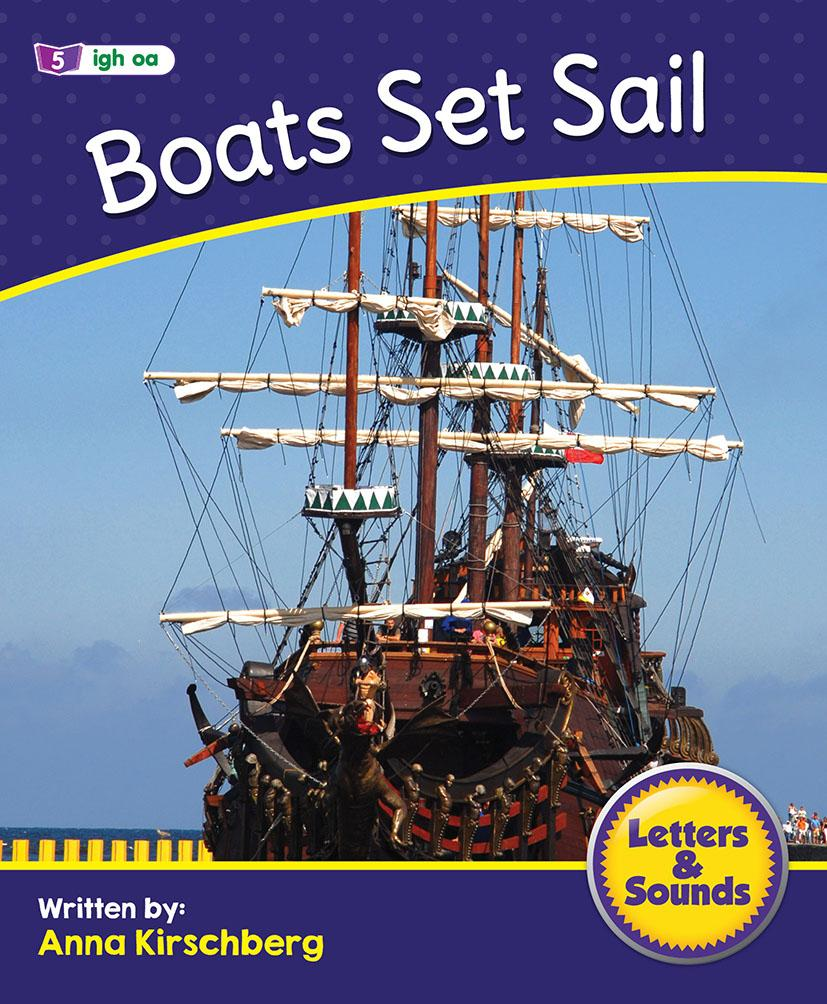 5 igh oa
Boats Set Sail
Letters
&
Sounds
Written by:
Anna Kirschberg